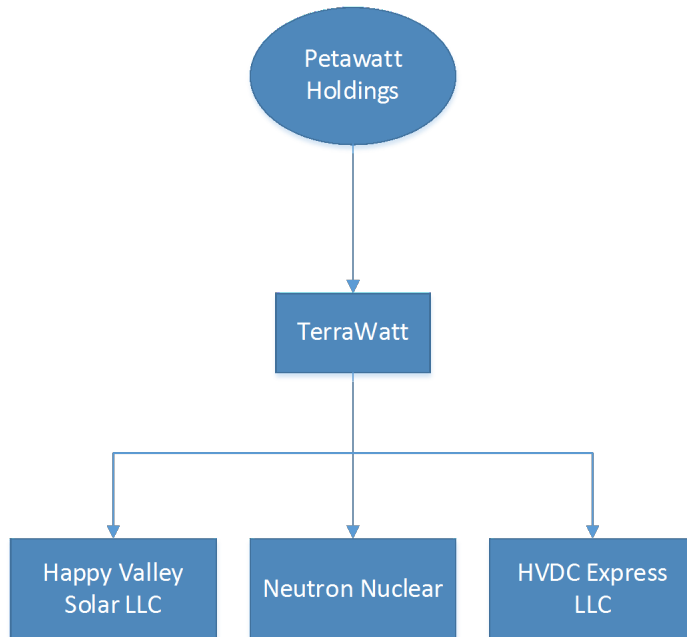 Petawatt
Holdings
TerraWatt
Happy Valley
Solar LLC
Neutron Nuclear
HVDC Express
LLC